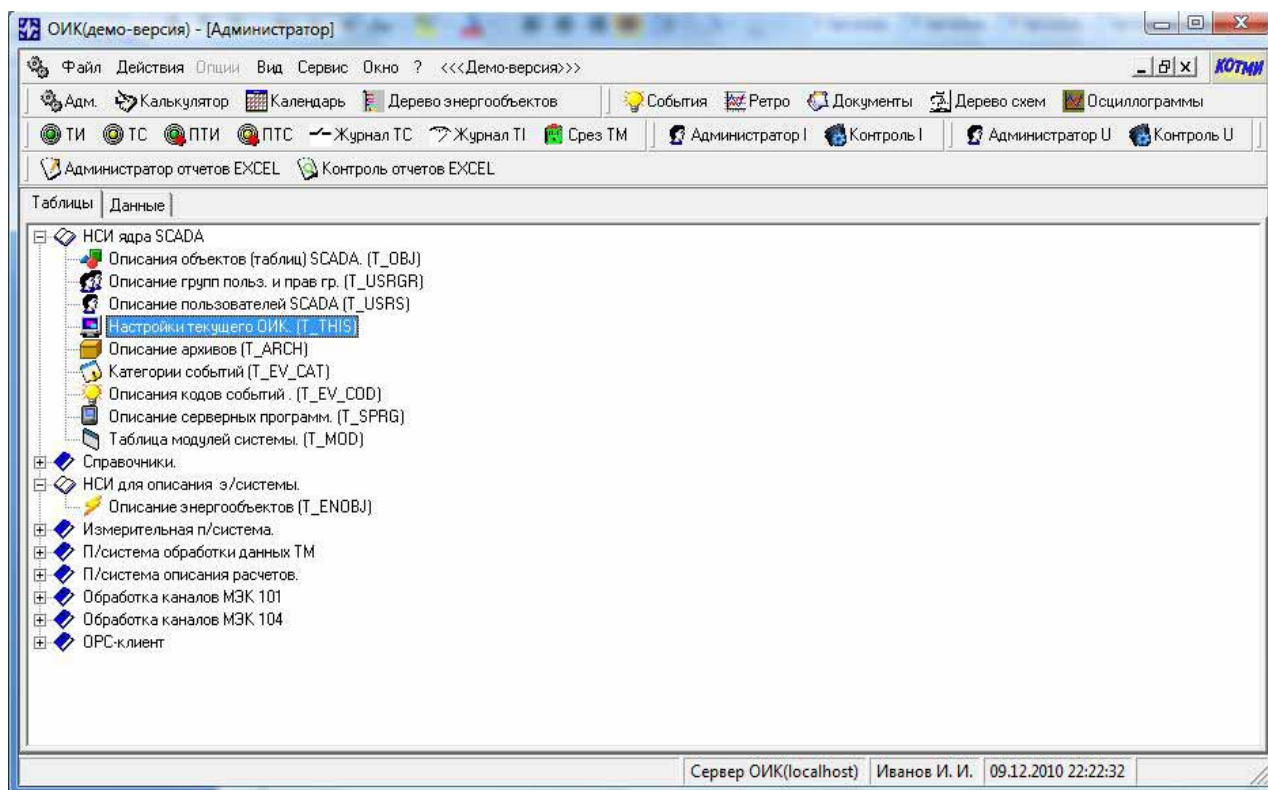 ОИК(демо-версия) - [Администратор]
Файл Действия Опции Вид Сервис Окно ? <<<Демо-версия>>> КОТМИ
Адм. Калькулятор Календарь Дерево энергообъектов События Ретро Документы Дерево схем Осциллограммы
ТИ ТС ПТИ ПТС Журнал ТС Журнал TI Срез ТМ Администратор I Контроль I Администратор U Контроль U
Администратор отчетов EXCEL Контроль отчетов EXCEL
Таблицы Данные
НСИ ядра SCADA
Описания объектов (таблиц) SCADA. (T_OBJ)
Описание групп польз. и прав гр. (T_USRGR)
Описание пользователей SCADA (T_USRS)
Настройки текущего ОИК. (T_THIS)
Описание архивов (T_ARCH)
Категории событий (T_EV_CAT)
Описания кодов событий . (T_EV_COD)
Описание серверных программ. (T_SPRG)
Таблица модулей системы. (T_MOD)
Справочники.
НСИ для описания э/системы.
Описание энергообъектов (T_ENOBJ)
Измерительная п/система.
П/система обработки данных ТМ
П/система описания расчетов.
Обработка каналов МЭК 101
Обработка каналов МЭК 104
OPC-клиент
Сервер ОИК(localhost) Иванов И. И. 09.12.2010 22:22:32